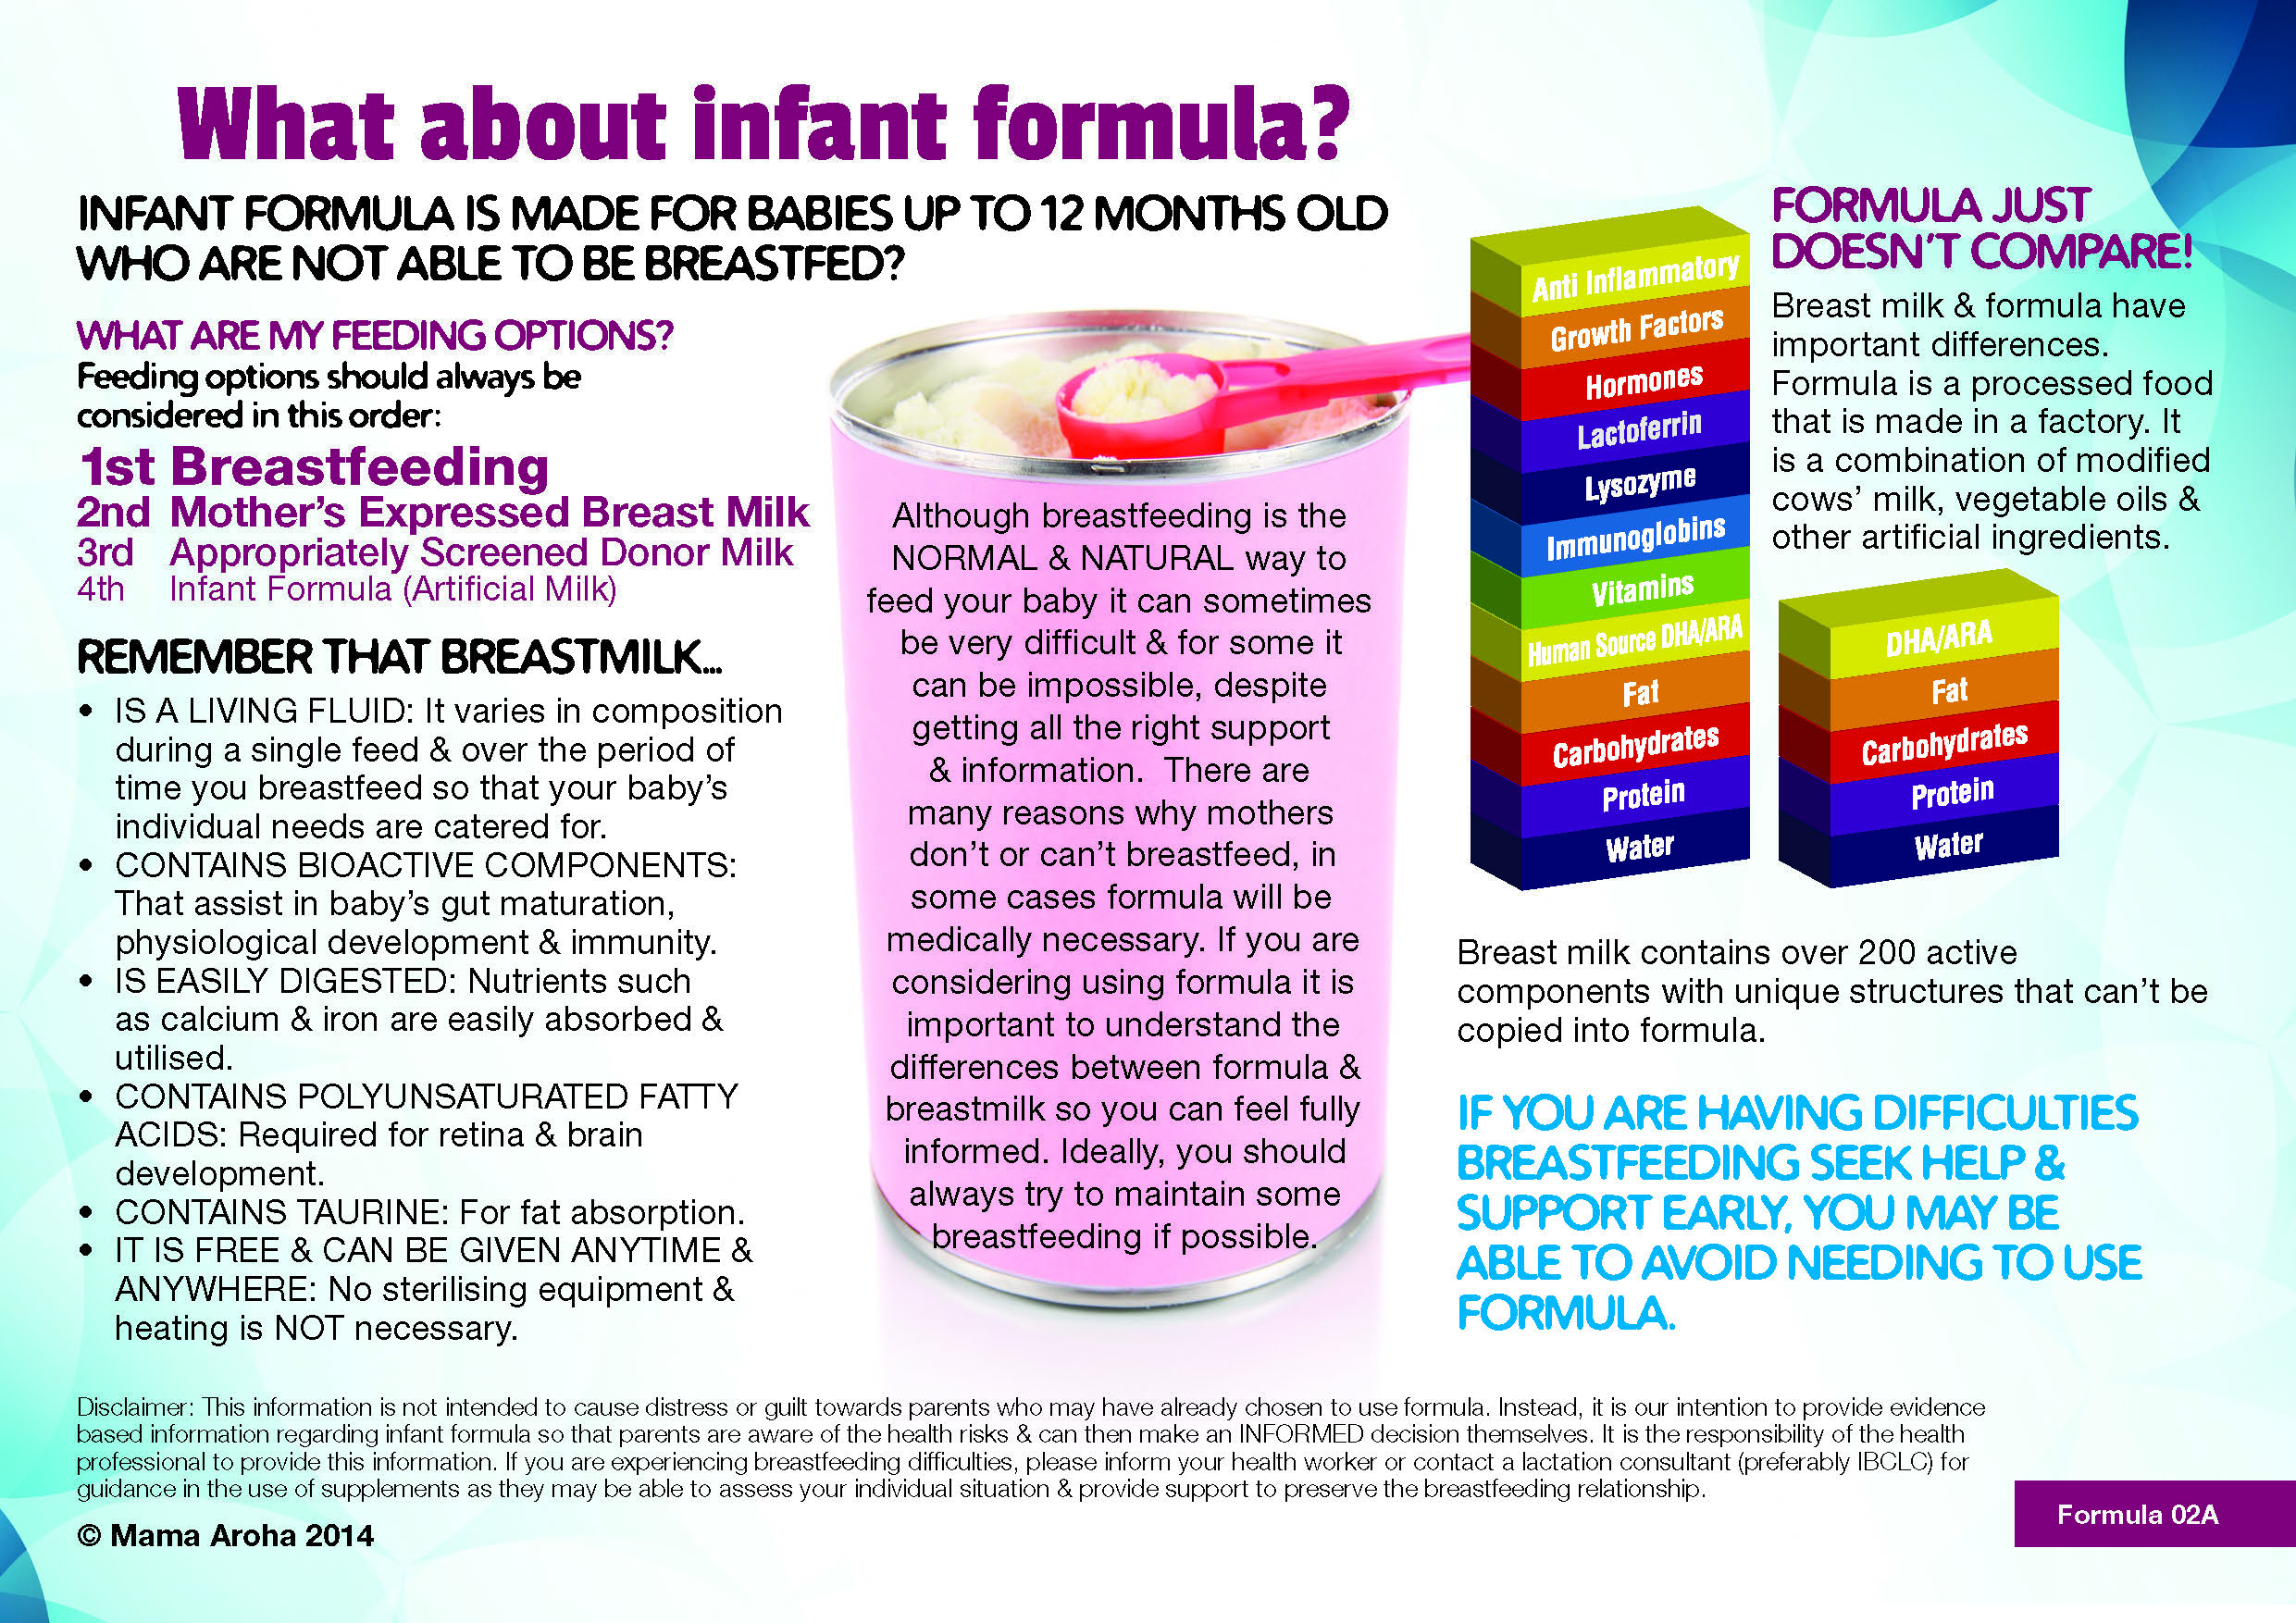 What about infant formula?
INFANT FORMULA IS MADE FOR BABIES UP TO 12 MONTHS OLD
WHO ARE NOT ABLE TO BE BREASTFED?
WHAT ARE MY FEEDING OPTIONS?
Feeding options should always be
considered in this order:
1st Breastfeeding
2nd Mother's Expressed Breast Milk
3rd Appropriately Screened Donor Milk
4th Infant Formula (Artificial Milk)
REMEMBER THAT BREASTMILK...
• IS A LIVING FLUID: It varies in composition
during a single feed & over the period of
time you breastfeed so that your baby's
individual needs are catered for.
• CONTAINS BIOACTIVE COMPONENTS:
That assist in baby's gut maturation,
physiological development & immunity.
• IS EASILY DIGESTED: Nutrients such
as calcium & iron are easily absorbed &
utilised.
• CONTAINS POLYUNSATURATED FATTY
ACIDS: Required for retina & brain
development.
• CONTAINS TAURINE: For fat absorption.
• IT IS FREE & CAN BE GIVEN ANYTIME &
ANYWHERE: No sterilising equipment &
heating is NOT necessary.
Although breastfeeding is the
NORMAL & NATURAL way to
feed your baby it can sometimes
be very difficult & for some it
can be impossible, despite
getting all the right support
& information. There are
many reasons why mothers
don't or can't breastfeed, in
some cases formula will be
medically necessary. If you are
considering using formula it is
important to understand the
differences between formula &
breastmilk so you can feel fully
informed. Ideally, you should
always try to maintain some
breastfeeding if possible.
Anti Inflammatory
Growth Factors
Hormones
Lactoferrin
Lysozyme
Immunoglobins
Vitamins
Human Source DHA/ARA
Fat
Carbohydrates
Protein
Water
FORMULA JUST
DOESN'T COMPARE!
Breast milk & formula have
important differences.
Formula is a processed food
that is made in a factory. It
is a combination of modified
cows' milk, vegetable oils &
other artificial ingredients.
DHA/ARA
Fat
Carbohydrates
Protein
Water
Breast milk contains over 200 active
components with unique structures that can't be
copied into formula.
IF YOU ARE HAVING DIFFICULTIES
BREASTFEEDING SEEK HELP &
SUPPORT EARLY, YOU MAY BE
ABLE TO AVOID NEEDING TO USE
FORMULA.
Disclaimer: This information is not intended to cause distress or guilt towards parents who may have already chosen to use formula. Instead, it is our intention to provide evidence
based information regarding infant formula so that parents are aware of the health risks & can then make an INFORMED decision themselves. It is the responsibility of the health
professional to provide this information. If you are experiencing breastfeeding difficulties, please inform your health worker or contact a lactation consultant (preferably IBCLC) for
guidance in the use of supplements as they may be able to assess your individual situation & provide support to preserve the breastfeeding relationship.
© Mama Aroha 2014
Formula 02A